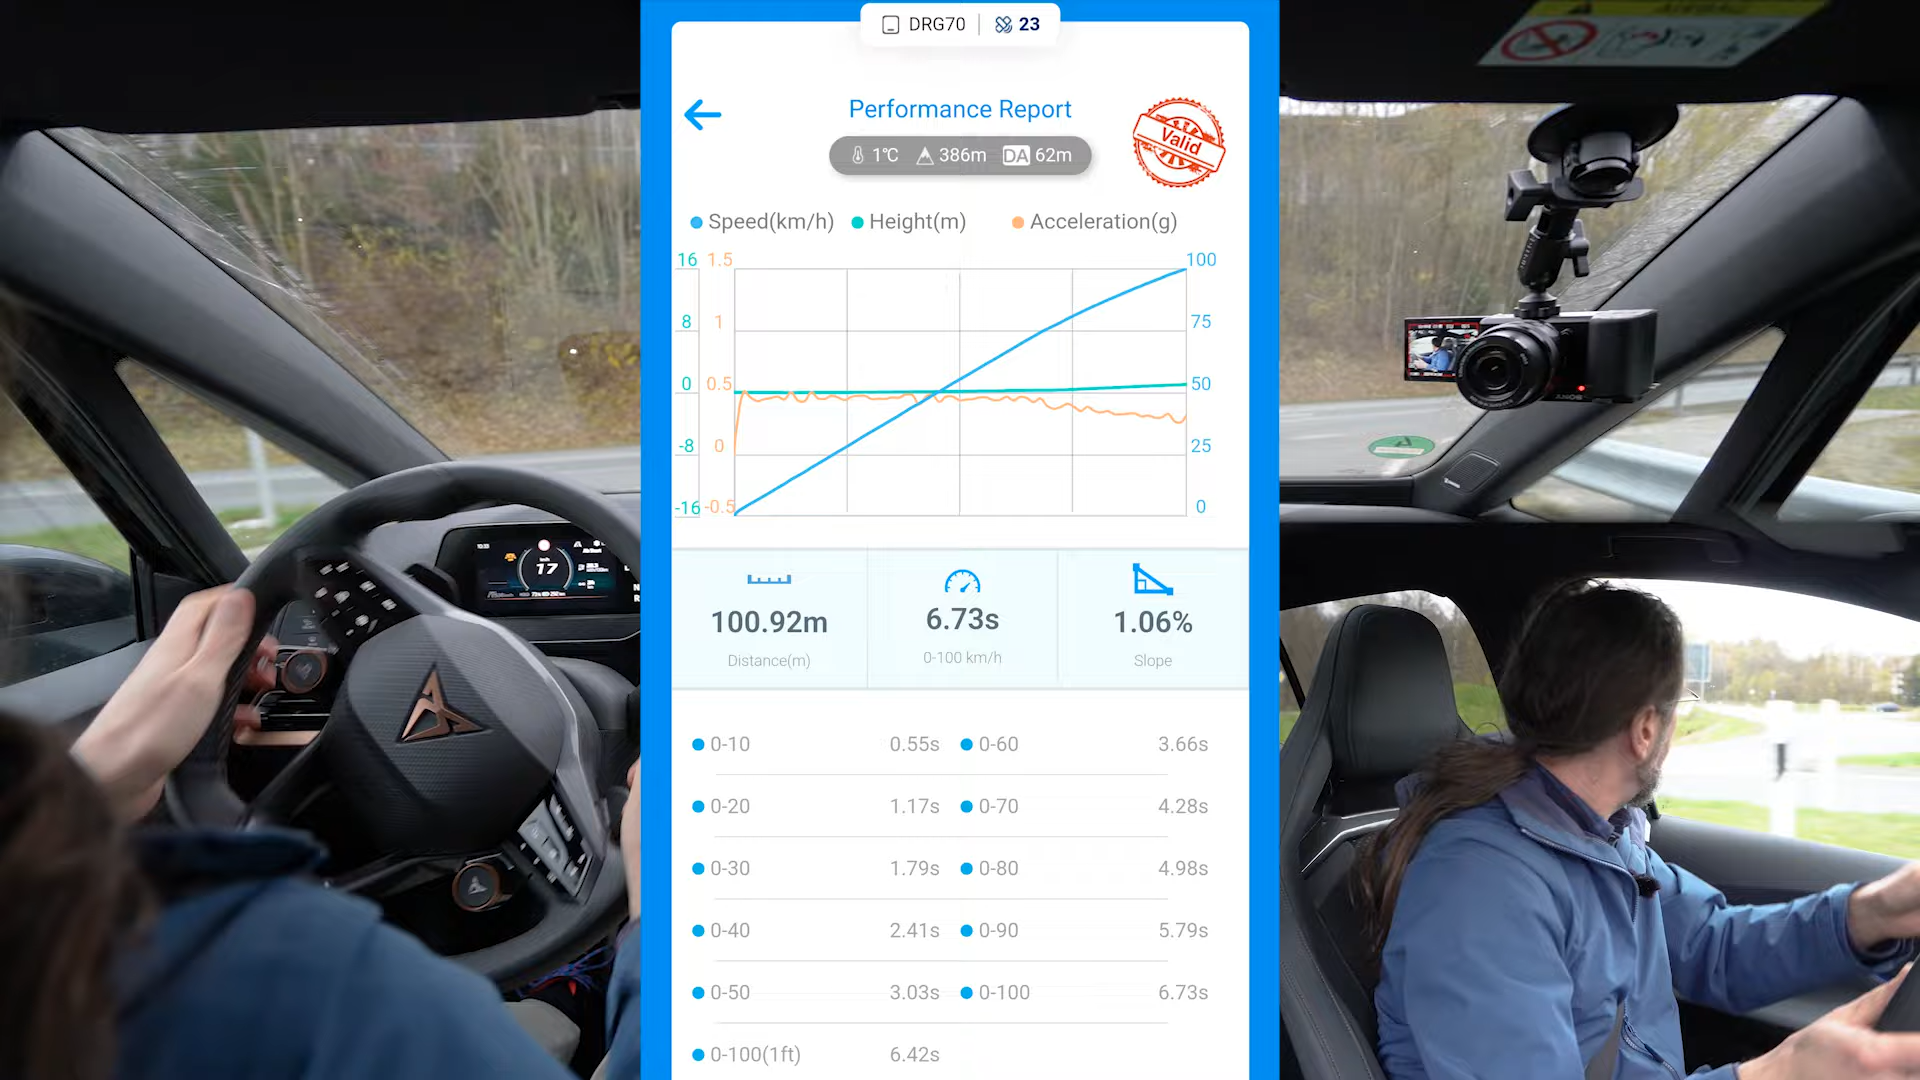 DRG70 23
Performance Report
1℃ 386m DA 62m
Valid
Speed(km/h) Height(m) Acceleration(g)
16 1.5 100
8 1 75
0 0.5 50
-8 0 25
-16 -0.5 0
100.92m 6.73s 1.06%
Distance(m) 0-100 km/h Slope
0-10 0.55s 0-60 3.66s
0-20 1.17s 0-70 4.28s
0-30 1.79s 0-80 4.98s
0-40 2.41s 0-90 5.79s
0-50 3.03s 0-100 6.73s
0-100(1ft) 6.42s
17
SONY